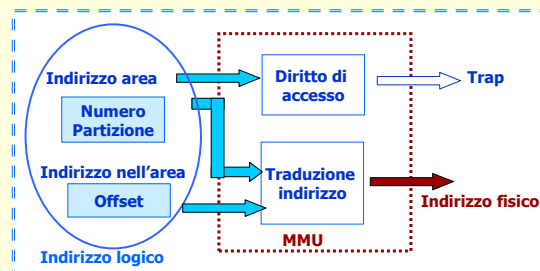 Indirizzo area
Numero
Partizione
Indirizzo nell'area
Offset
Indirizzo logico
Diritto di
accesso
Traduzione
indirizzo
MMU
Trap
Indirizzo fisico